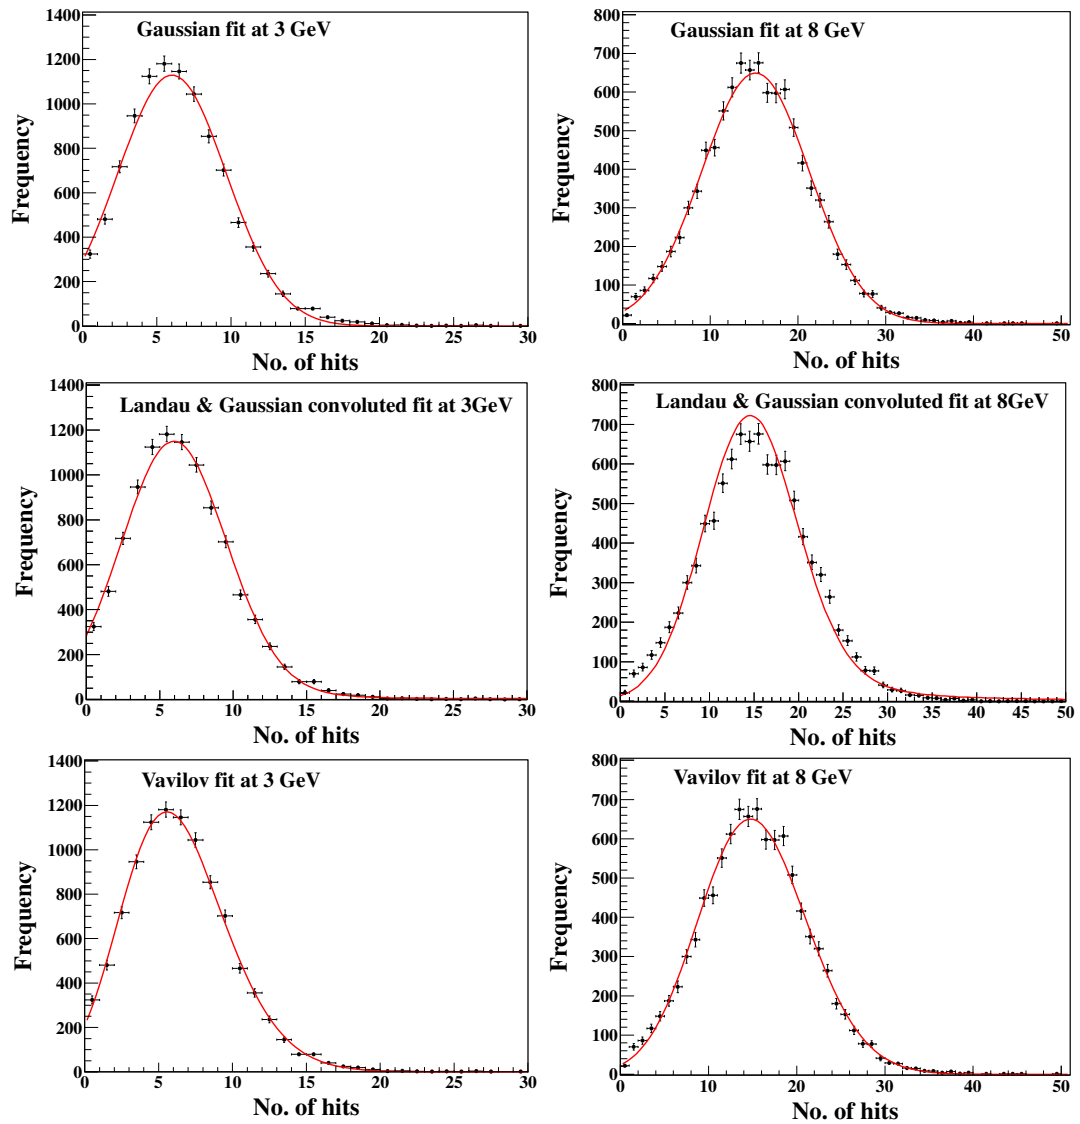 Gaussian fit at 3 GeV
Frequency
1400
1200
1000
800
600
400
200
0
0 5 10 15 20 25 30
No. of hits
Gaussian fit at 8 GeV
Frequency
800
700
600
500
400
300
200
100
0
0 10 20 30 40 50
No. of hits
Landau & Gaussian convoluted fit at 3GeV
Frequency
1400
1200
1000
800
600
400
200
0
0 5 10 15 20 25 30
No. of hits
Landau & Gaussian convoluted fit at 8GeV
Frequency
800
700
600
500
400
300
200
100
0
0 5 10 15 20 25 30 35 40 45 50
No. of hits
Vavilov fit at 3 GeV
Frequency
1400
1200
1000
800
600
400
200
0
0 5 10 15 20 25 30
No. of hits
Vavilov fit at 8 GeV
Frequency
800
700
600
500
400
300
200
100
0
0 10 20 30 40 50
No. of hits